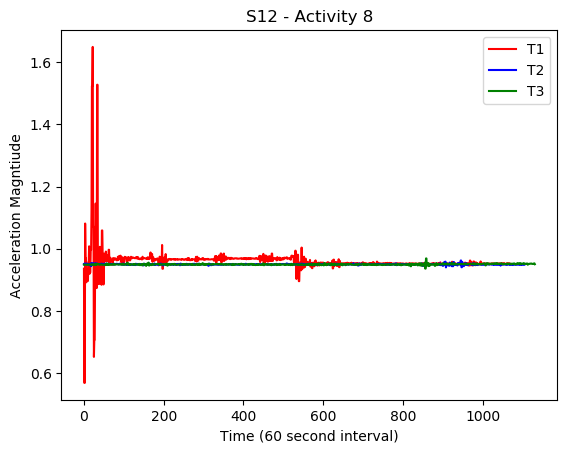 S12 - Activity 8
Acceleration Magntiude
1.6
1.4
1.2
1.0
0.8
0.6
T1
T2
T3
0 200 400 600 800 1000
Time (60 second interval)